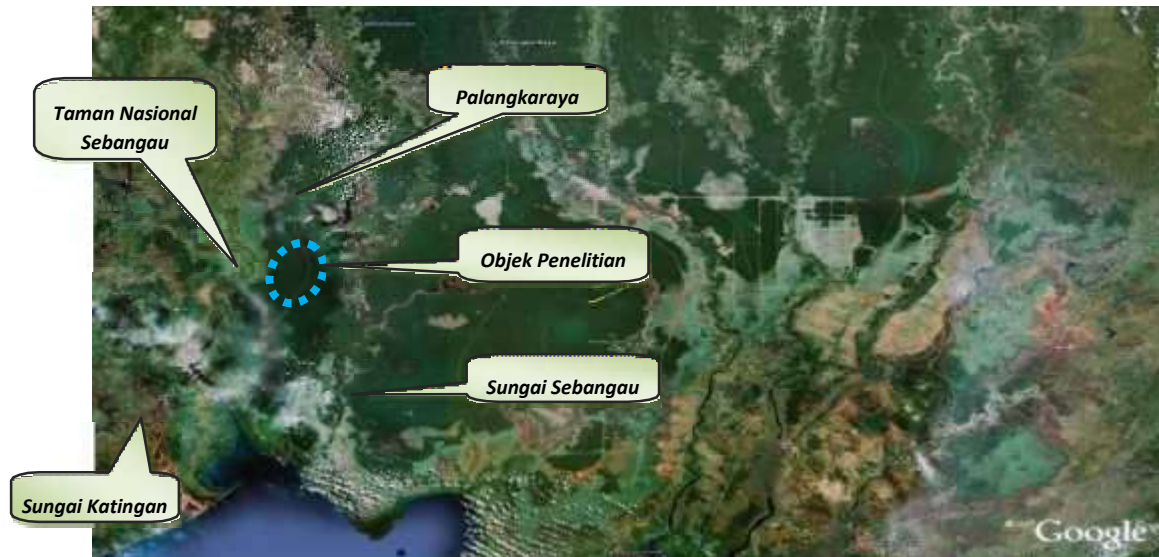 Palangkaraya
Taman Nasional
Sebangau
Objek Penelitian
Sungai Sebangau
Sungai Katingan
Google